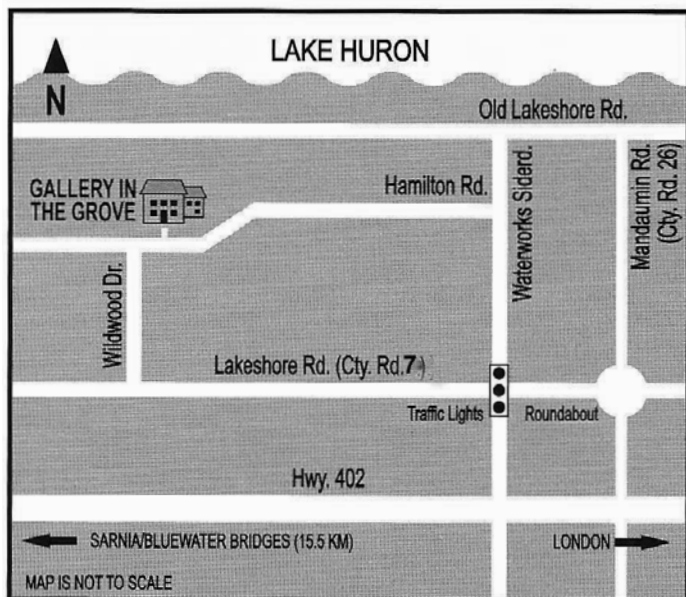 LAKE HURON
N
Old Lakeshore Rd.
GALLERY IN
THE GROVE
Hamilton Rd.
Waterworks Siderd.
Mandaumin Rd.
(Cty. Rd. 26)
Wildwood Dr.
Lakeshore Rd. (Cty. Rd.7)
Traffic Lights
Roundabout
Hwy. 402
SARNIA/BLUEWATER BRIDGES (15.5 KM)
LONDON
MAP IS NOT TO SCALE